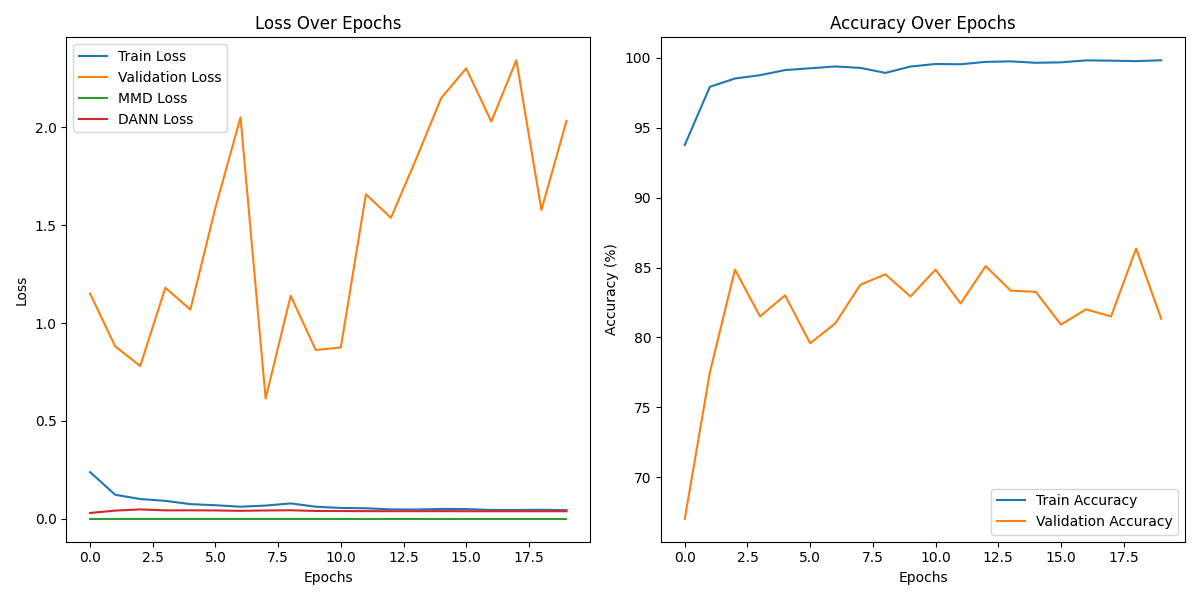 Loss Over Epochs
Train Loss
Validation Loss
MMD Loss
DANN Loss
2.0
1.5
1.0
0.5
0.0
Loss
0.0 2.5 5.0 7.5 10.0 12.5 15.0 17.5
Epochs
Accuracy Over Epochs
100
95
90
85
80
75
70
Accuracy (%)
Train Accuracy
Validation Accuracy
0.0 2.5 5.0 7.5 10.0 12.5 15.0 17.5
Epochs